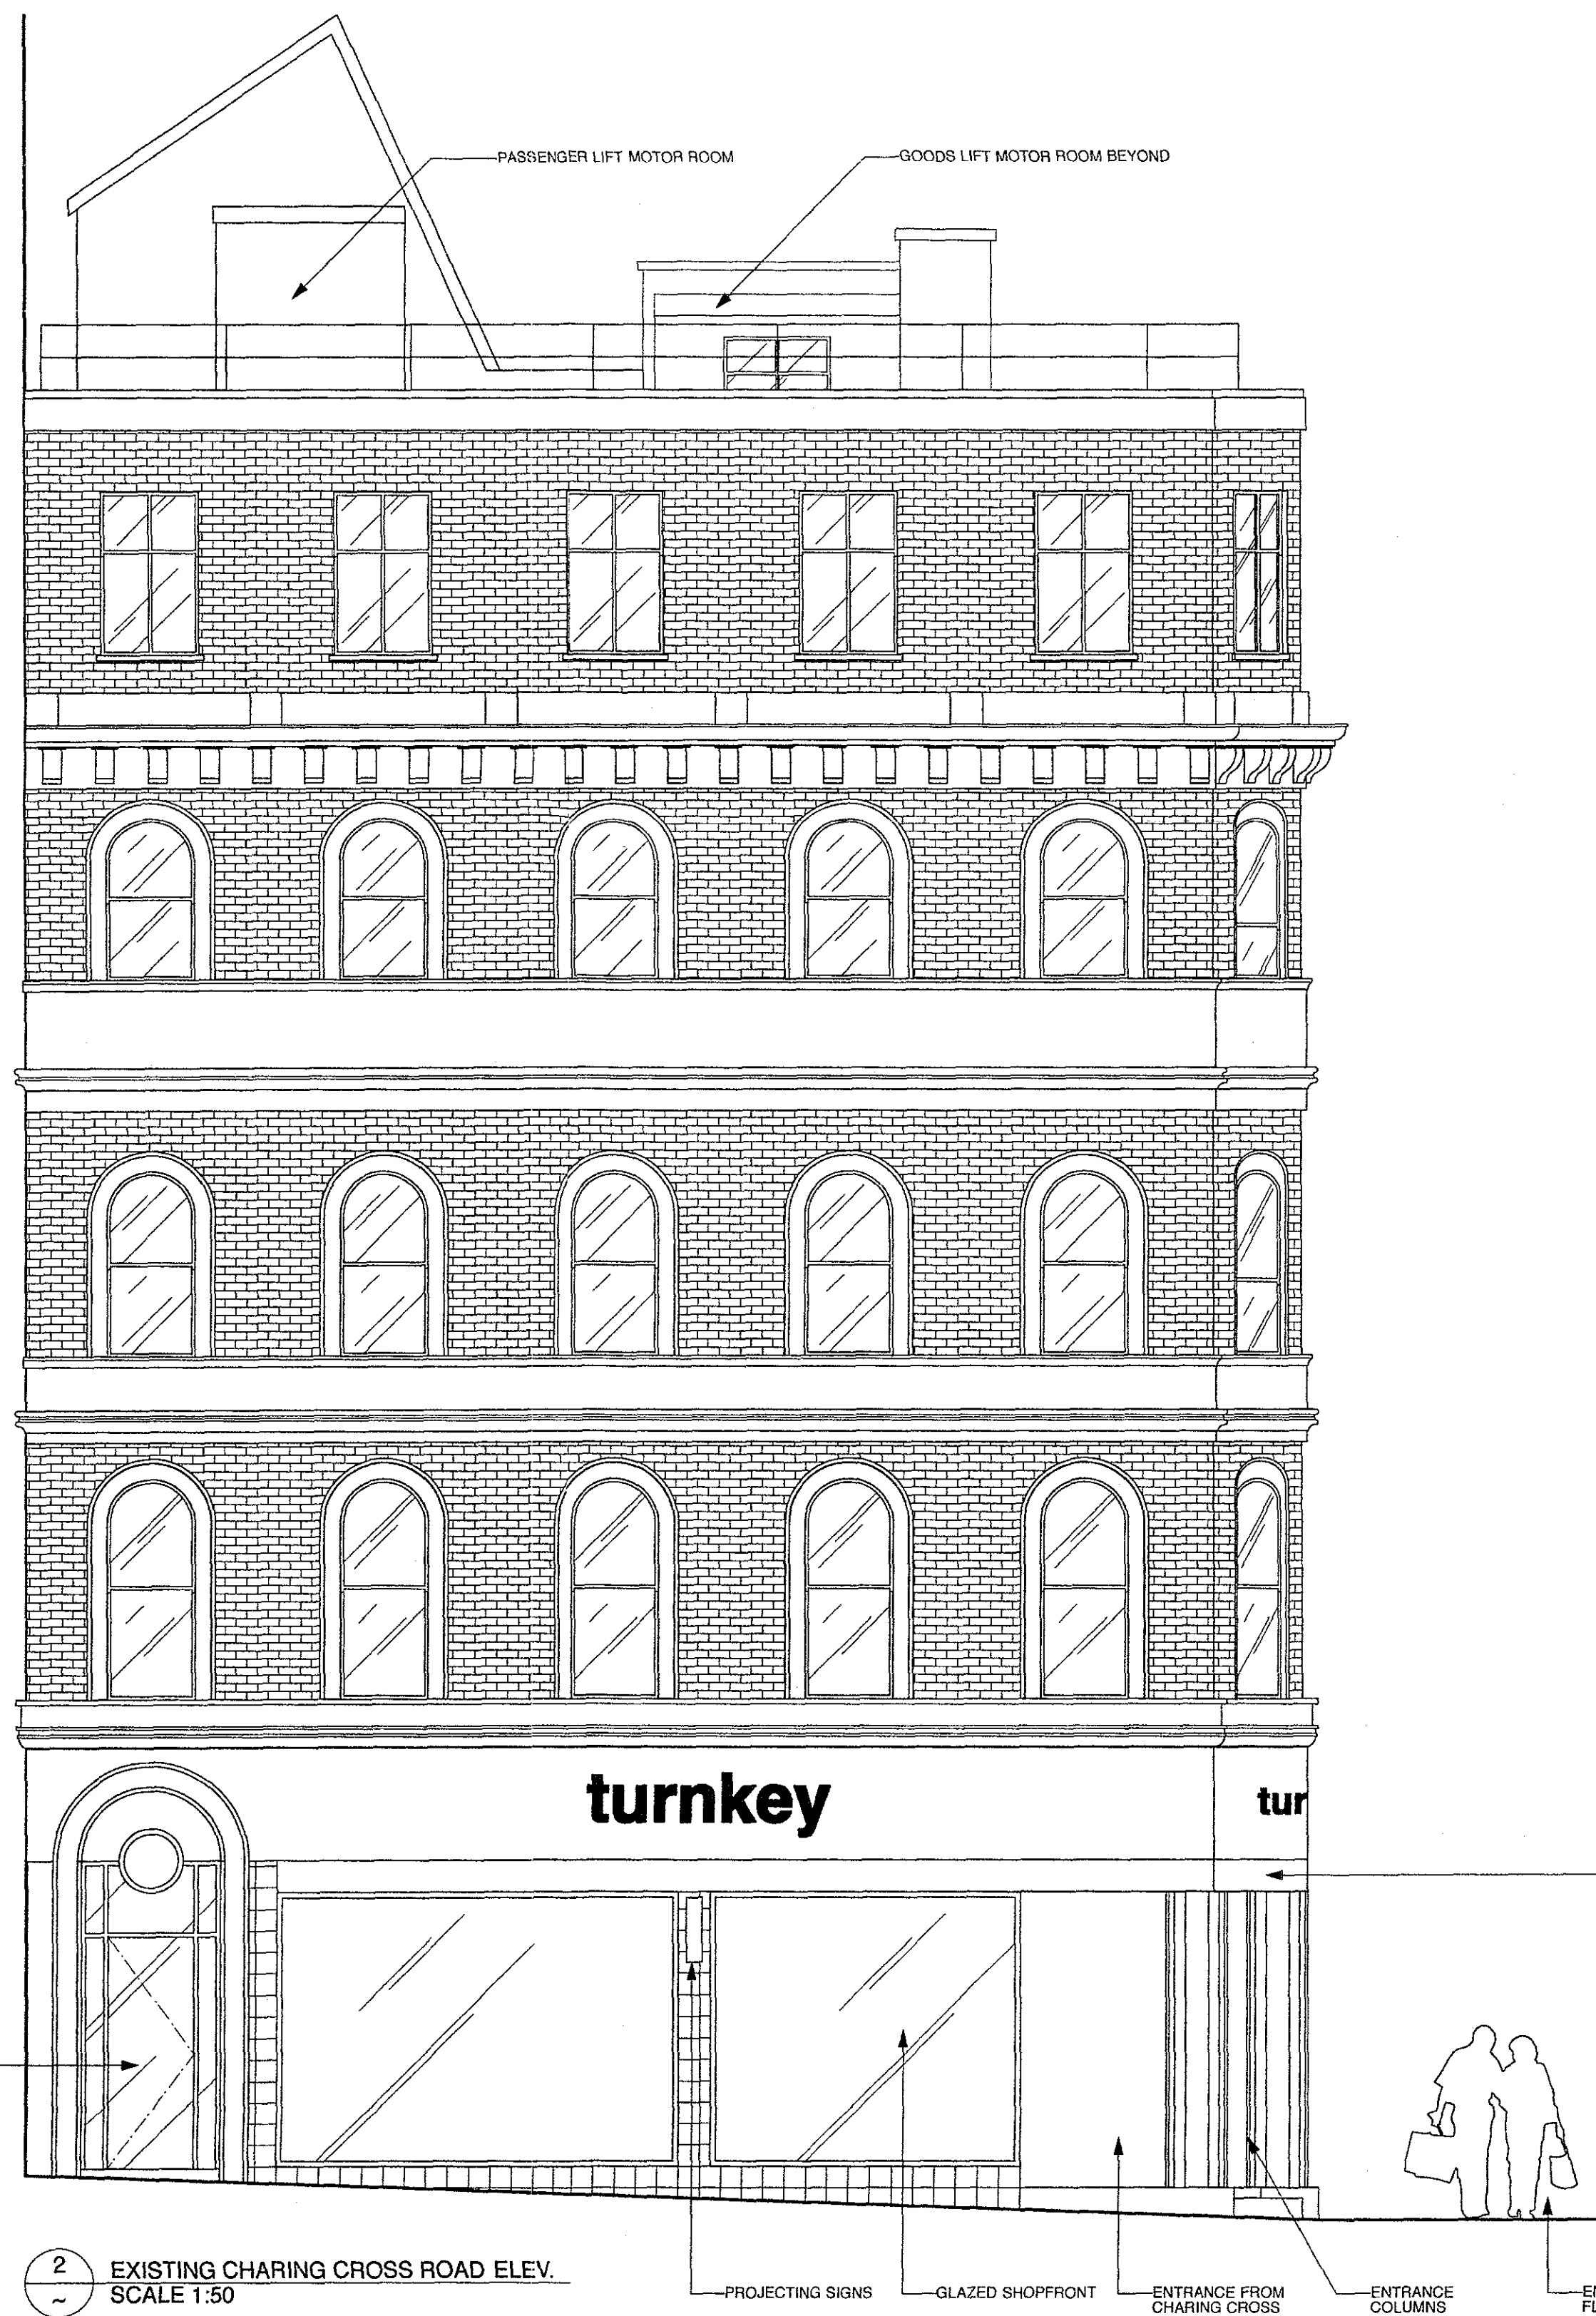 PASSENGER LIFT MOTOR ROOM
GOODS LIFT MOTOR ROOM BEYOND
turnkey
tur
2
~
EXISTING CHARING CROSS ROAD ELEV.
SCALE 1:50
PROJECTING SIGNS
GLAZED SHOPFRONT
ENTRANCE FROM
CHARING CROSS
ENTRANCE
COLUMNS